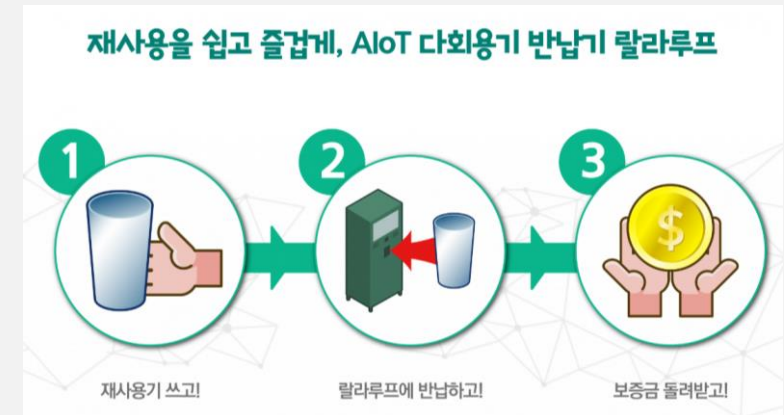 재사용을 쉽고 즐겁게, AIoT 다회용기 반납기 랄라루프
1
2
3
$
재사용기 쓰고!
랄라루프에 반납하고!
보증금 돌려받고!